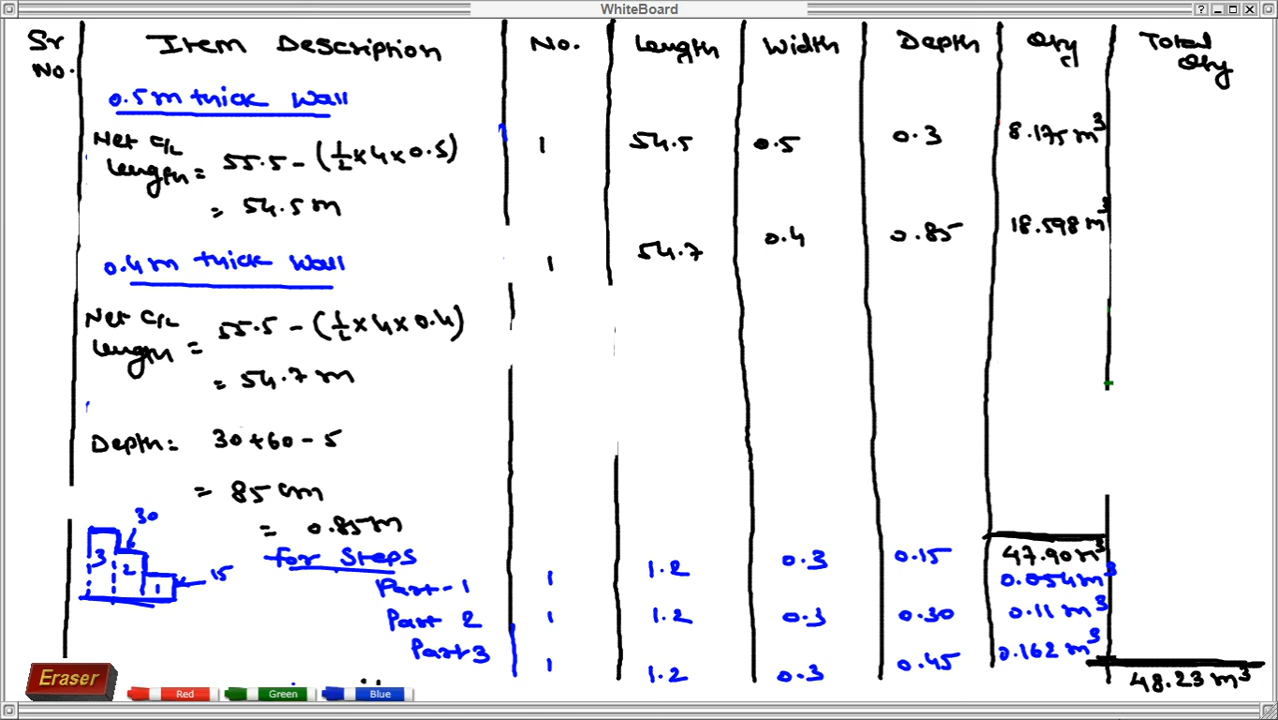 WhiteBoard
Sr No. Item Description No. Length Width Depth Qty Total Qty
0.5m thick Wall
Net C/L Length = 55.5 - (1/2 x 4 x 0.5) 1 54.5 0.5 0.3 8.175 m³
= 54.5 m
0.4m thick Wall 1 54.7 0.4 0.85 18.598 m³
Net C/L Length = 55.5 - (1/2 x 4 x 0.4)
= 54.7 m
Depth = 30+60-5
= 85 cm
= 0.85m
47.90 m³
30
3 2 1
15
for Steps
Part-1 1 1.2 0.3 0.15 0.054 m³
Part 2 1 1.2 0.3 0.30 0.11 m³
Part 3 1 1.2 0.3 0.45 0.162 m³
48.23 m³
Eraser
Red Green Blue